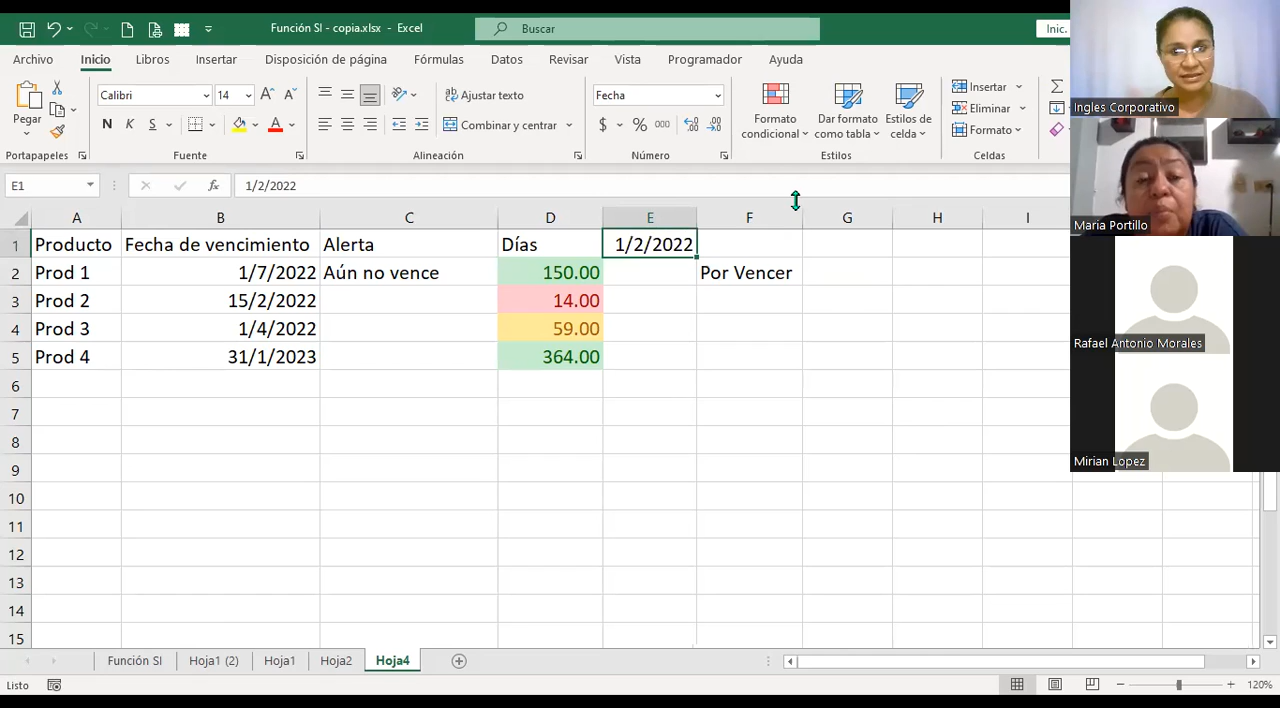 Función SI - copia.xlsx - Excel
Buscar
Inic.
Archivo Inicio Libros Insertar Disposición de página Fórmulas Datos Revisar Vista Programador Ayuda
Pegar
Calibri 14
N K S
Ajustar texto
Combinar y centrar
Fecha
$ % 000
Formato condicional
Dar formato como tabla
Estilos de celda
Insertar
Eliminar
Formato
Portapapeles Fuente Alineación Número Estilos Celdas
E1 fx 1/2/2022
A B C D E F G H I
1 Producto Fecha de vencimiento Alerta Días 1/2/2022
2 Prod 1 1/7/2022 Aún no vence 150.00 Por Vencer
3 Prod 2 15/2/2022 14.00
4 Prod 3 1/4/2022 59.00
5 Prod 4 31/1/2023 364.00
6
7
8
9
10
11
12
13
14
15
Función SI Hoja1 (2) Hoja1 Hoja2 Hoja4
Listo
120%
Ingles Corporativo
Maria Portillo
Rafael Antonio Morales
Mirian Lopez